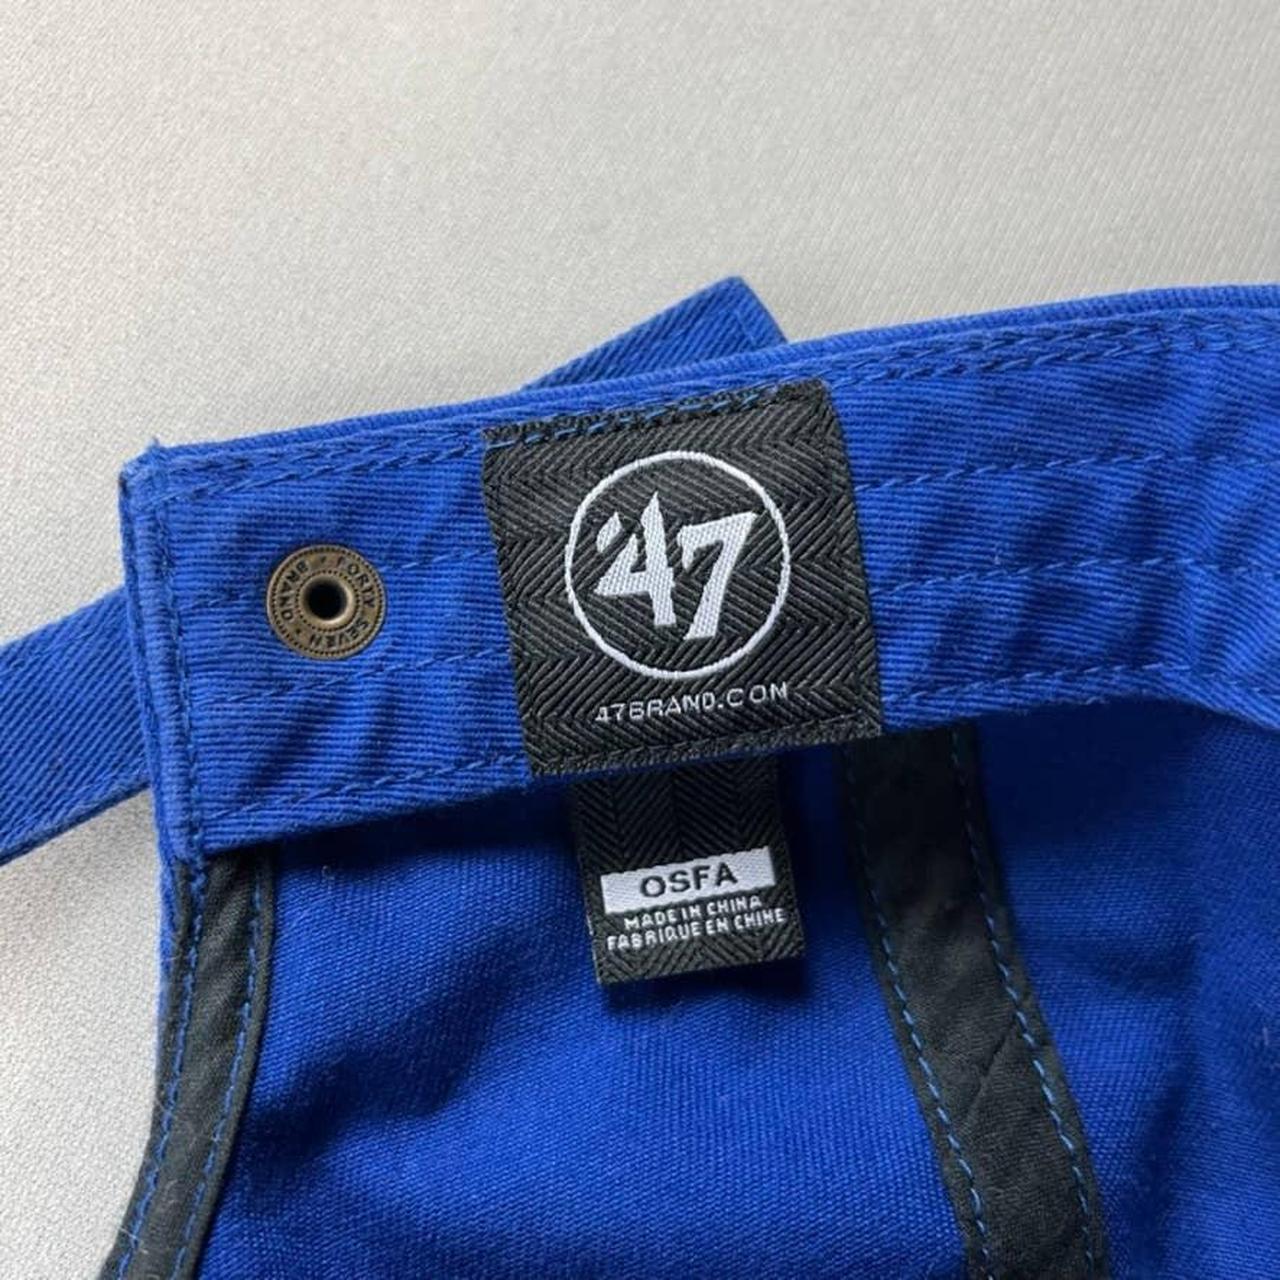 FORTY SEVEN • BRAND •
'47
47BRAND.COM
OSFA
MADE IN CHINA
FABRIQUE EN CHINE